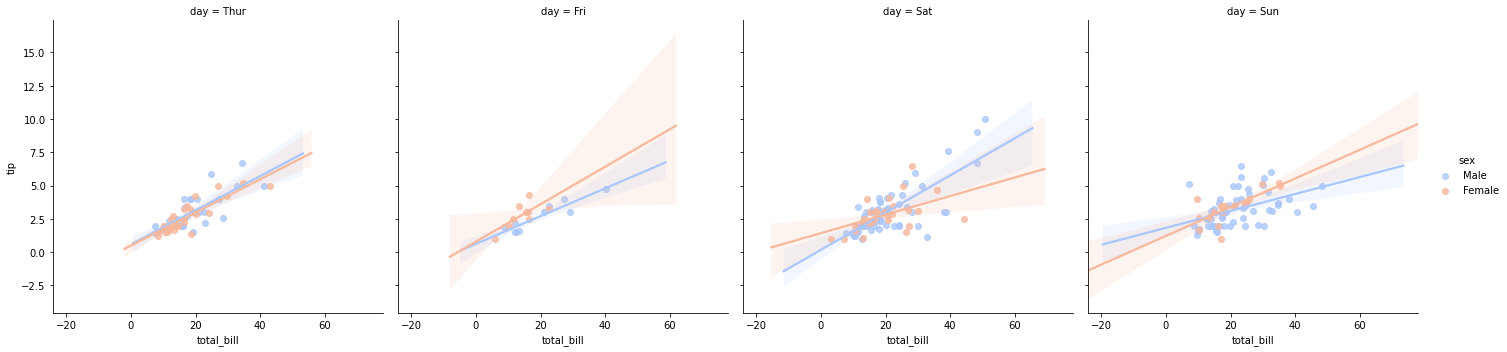 day = Thur
day = Fri
day = Sat
day = Sun
15.0
12.5
10.0
7.5
5.0
2.5
0.0
−2.5
tip
−20 0 20 40 60
−20 0 20 40 60
−20 0 20 40 60
−20 0 20 40 60
total_bill
total_bill
total_bill
total_bill
sex
Male
Female